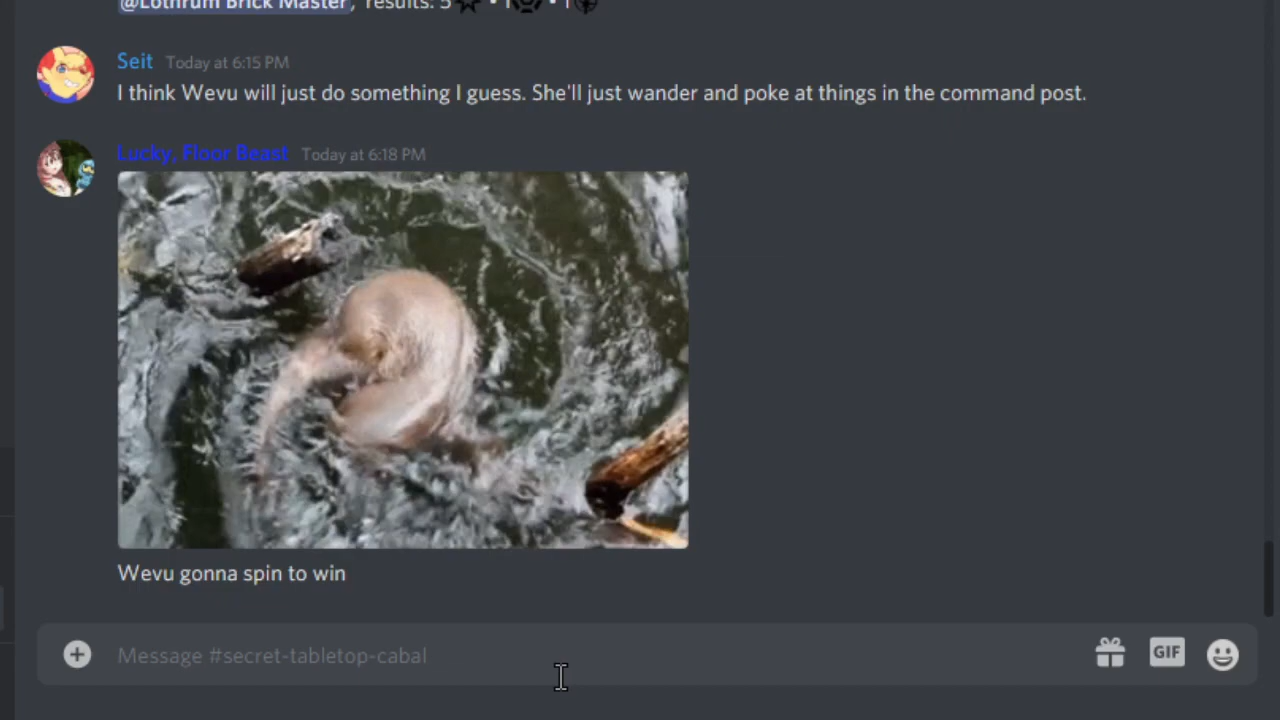 @Lothrum Brick Master, results: 5 • 1 • 1
Seit Today at 6:15 PM
I think Wevu will just do something I guess. She'll just wander and poke at things in the command post.
Lucky, Floor Beast Today at 6:18 PM
Wevu gonna spin to win
Message #secret-tabletop-cabal
GIF